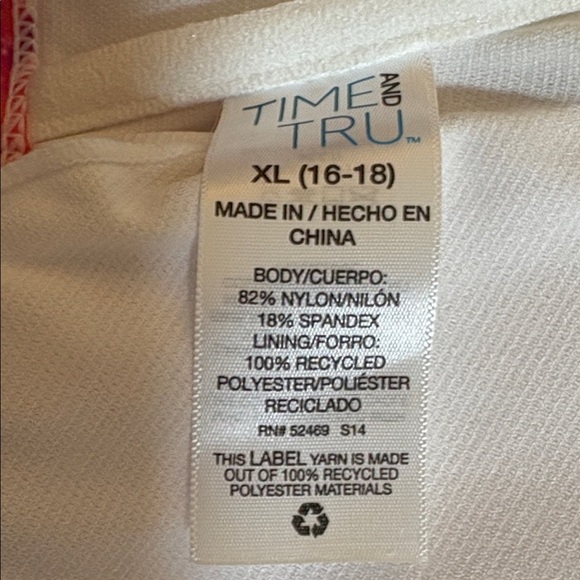 TIME AND
TRU™
XL (16-18)
MADE IN / HECHO EN
CHINA
BODY/CUERPO:
82% NYLON/NILÓN
18% SPANDEX
LINING/FORRO:
100% RECYCLED
POLYESTER/POLIÉSTER
RECICLADO
RN# 52469 S14
THIS LABEL YARN IS MADE
OUT OF 100% RECYCLED
POLYESTER MATERIALS